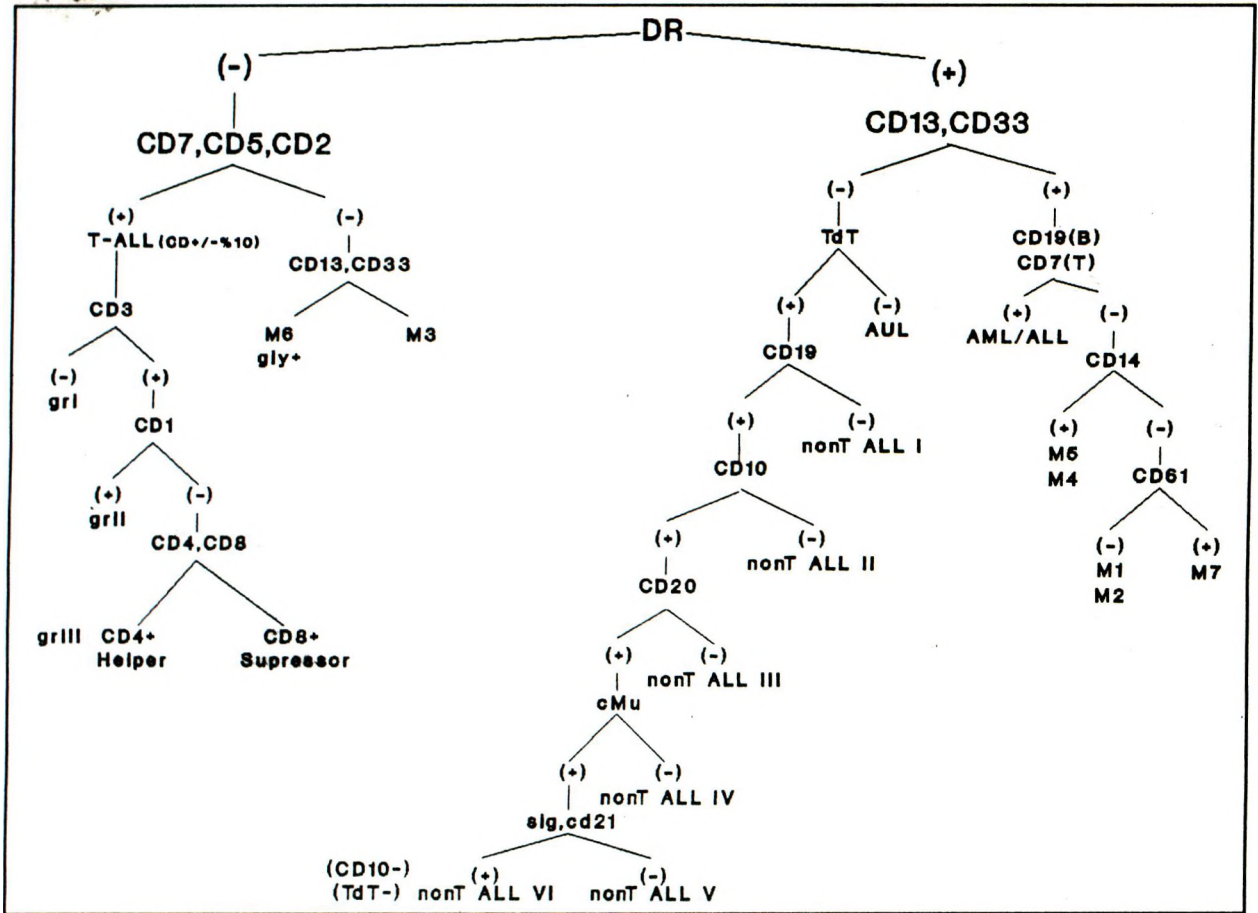 DR
(-)
(+)
CD7,CD5,CD2
CD13,CD33
(+)
(-)
(-)
(+)
T-ALL (CD+/-%10)
CD13,CD33
TdT
CD19(B)
CD7(T)
CD3
M6
gly+
M3
(+)
(-)
AUL
(+)
AML/ALL
(-)
CD19
CD14
(-)
grI
(+)
CD1
(+)
(-)
nonT ALL I
(+)
M5
M4
(-)
CD61
CD10
(+)
grII
(-)
CD4,CD8
(+)
(-)
nonT ALL II
(-)
M1
M2
(+)
M7
CD20
grIII CD4+
Helper
CD8+
Supressor
(+)
(-)
nonT ALL III
cMu
(+)
(-)
nonT ALL IV
sIg,cd21
(CD10-)
(TdT-)
(+)
nonT ALL VI
(-)
nonT ALL V